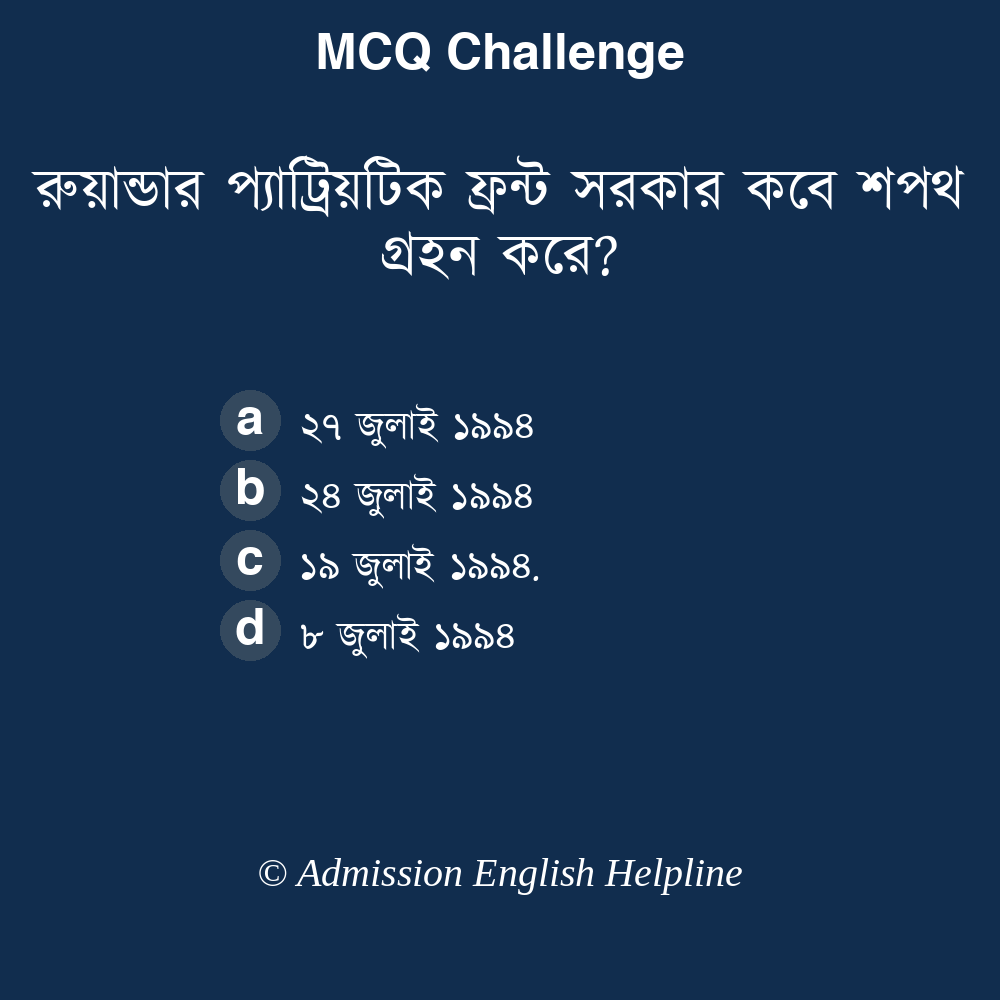 MCQ Challenge
রুয়ান্ডার প্যাট্রিয়টিক ফ্রন্ট সরকার কবে শপথ
গ্রহন করে?
a ২৭ জুলাই ১৯৯৪
b ২৪ জুলাই ১৯৯৪
c ১৯ জুলাই ১৯৯৪.
d ৮ জুলাই ১৯৯৪
© Admission English Helpline